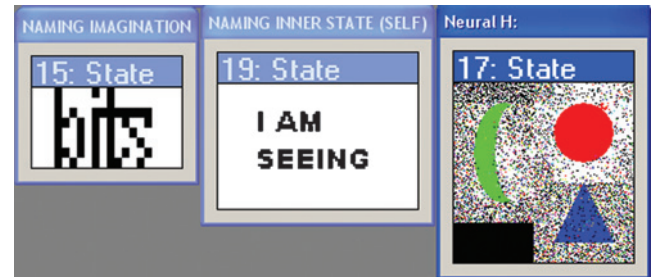 NAMING IMAGINATION
15: State
bits
NAMING INNER STATE (SELF)
19: State
I AM
SEEING
Neural H:
17: State